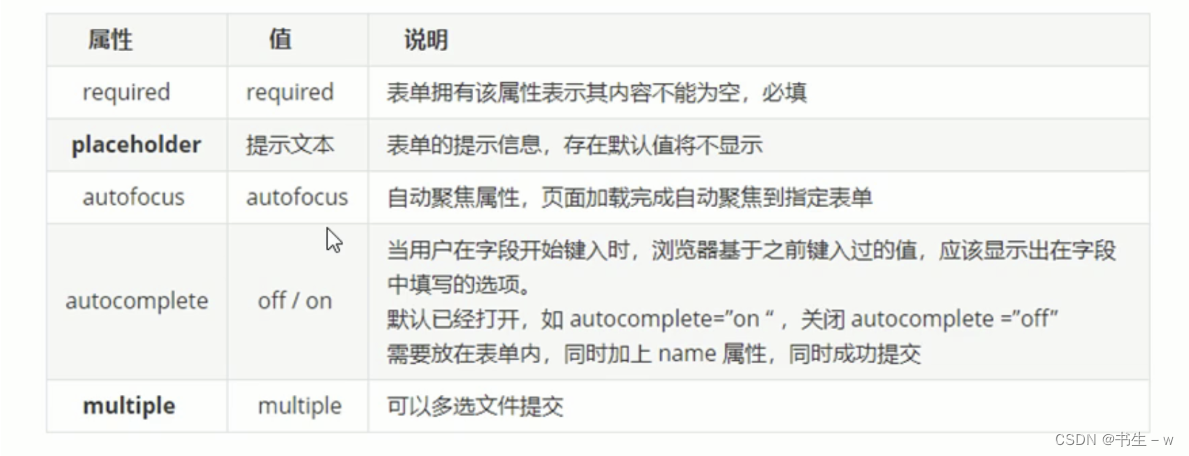 属性 值 说明
required required 表单拥有该属性表示其内容不能为空，必填
placeholder 提示文本 表单的提示信息，存在默认值将不显示
autofocus autofocus 自动聚焦属性，页面加载完成自动聚焦到指定表单
autocomplete off / on 当用户在字段开始键入时，浏览器基于之前键入过的值，应该显示出在字段
中填写的选项。
默认已经打开，如 autocomplete=”on “ ，关闭 autocomplete =”off”
需要放在表单内，同时加上 name 属性，同时成功提交
multiple multiple 可以多选文件提交
CSDN @书生－w